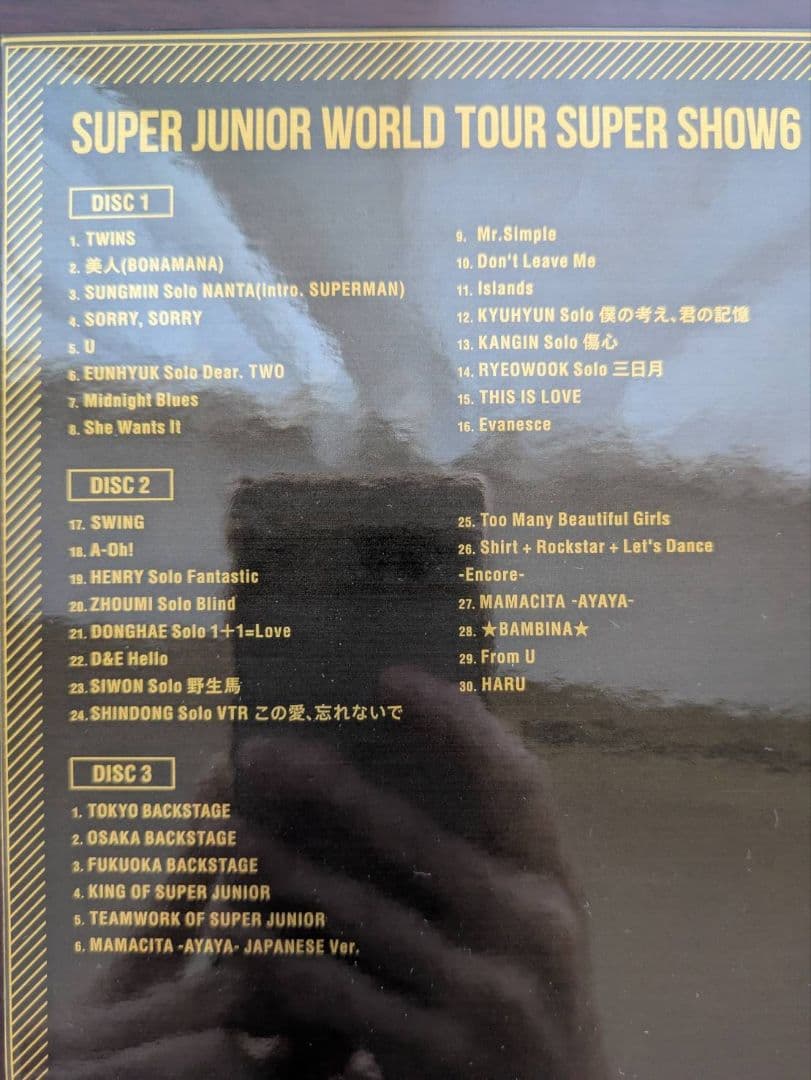 SUPER JUNIOR WORLD TOUR SUPER SHOW6
DISC 1
1. TWINS
2. 美人(BONAMANA)
3. SUNGMIN Solo NANTA(Intro. SUPERMAN)
4. SORRY, SORRY
5. U
6. EUNHYUK Solo Dear. TWO
7. Midnight Blues
8. She Wants It
9. Mr.Simple
10. Don't Leave Me
11. Islands
12. KYUHYUN Solo 僕の考え、君の記憶
13. KANGIN Solo 傷心
14. RYEOWOOK Solo 三日月
15. THIS IS LOVE
16. Evanesce
DISC 2
17. SWING
18. A-Oh!
19. HENRY Solo Fantastic
20. ZHOUMI Solo Blind
21. DONGHAE Solo 1+1=Love
22. D&E Hello
23. SIWON Solo 野生馬
24. SHINDONG Solo VTR この愛、忘れないで
25. Too Many Beautiful Girls
26. Shirt + Rockstar + Let's Dance
-Encore-
27. MAMACITA -AYAYA-
28. ★BAMBINA★
29. From U
30. HARU
DISC 3
1. TOKYO BACKSTAGE
2. OSAKA BACKSTAGE
3. FUKUOKA BACKSTAGE
4. KING OF SUPER JUNIOR
5. TEAMWORK OF SUPER JUNIOR
6. MAMACITA -AYAYA- JAPANESE Ver.